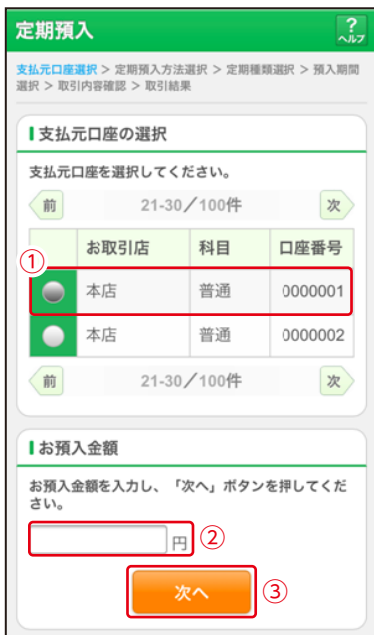 定期預入
?
ヘルプ
支払元口座選択 > 定期預入方法選択 > 定期種類選択 > 預入期間
選択 > 取引内容確認 > 取引結果
支払元口座の選択
支払元口座を選択してください。
前 21-30／100件 次
お取引店 科目 口座番号
①
本店 普通 0000001
本店 普通 0000002
前 21-30／100件 次
お預入金額
お預入金額を入力し、「次へ」ボタンを押してくだ
さい。
円 ②
次へ ③